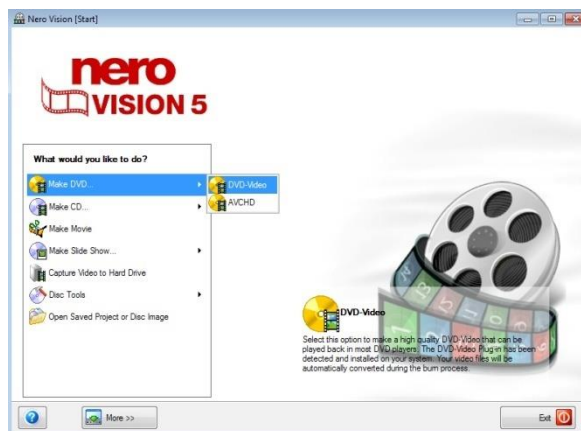 Nero Vision [Start]
nero
VISION 5
What would you like to do?
Make DVD...
DVD-Video
AVCHD
Make CD...
Make Movie
Make Slide Show...
Capture Video to Hard Drive
Disc Tools
Open Saved Project or Disc Image
DVD-Video
Select this option to make a high quality DVD-Video that can be
played back in most DVD players. The DVD-Video Plug-in has been
detected and installed on your system. Your video files will be
automatically converted during the burn process.
More >>
Exit